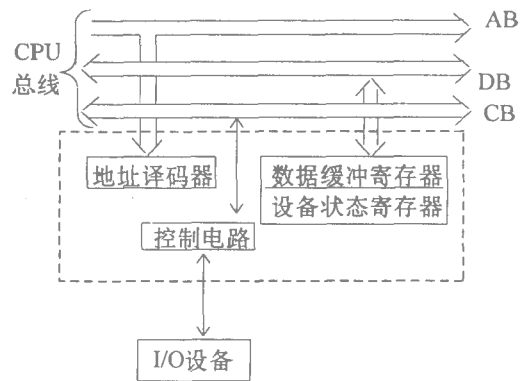 AB
CPU
总线
DB
CB
地址译码器
数据缓冲寄存器
设备状态寄存器
控制电路
I/O设备